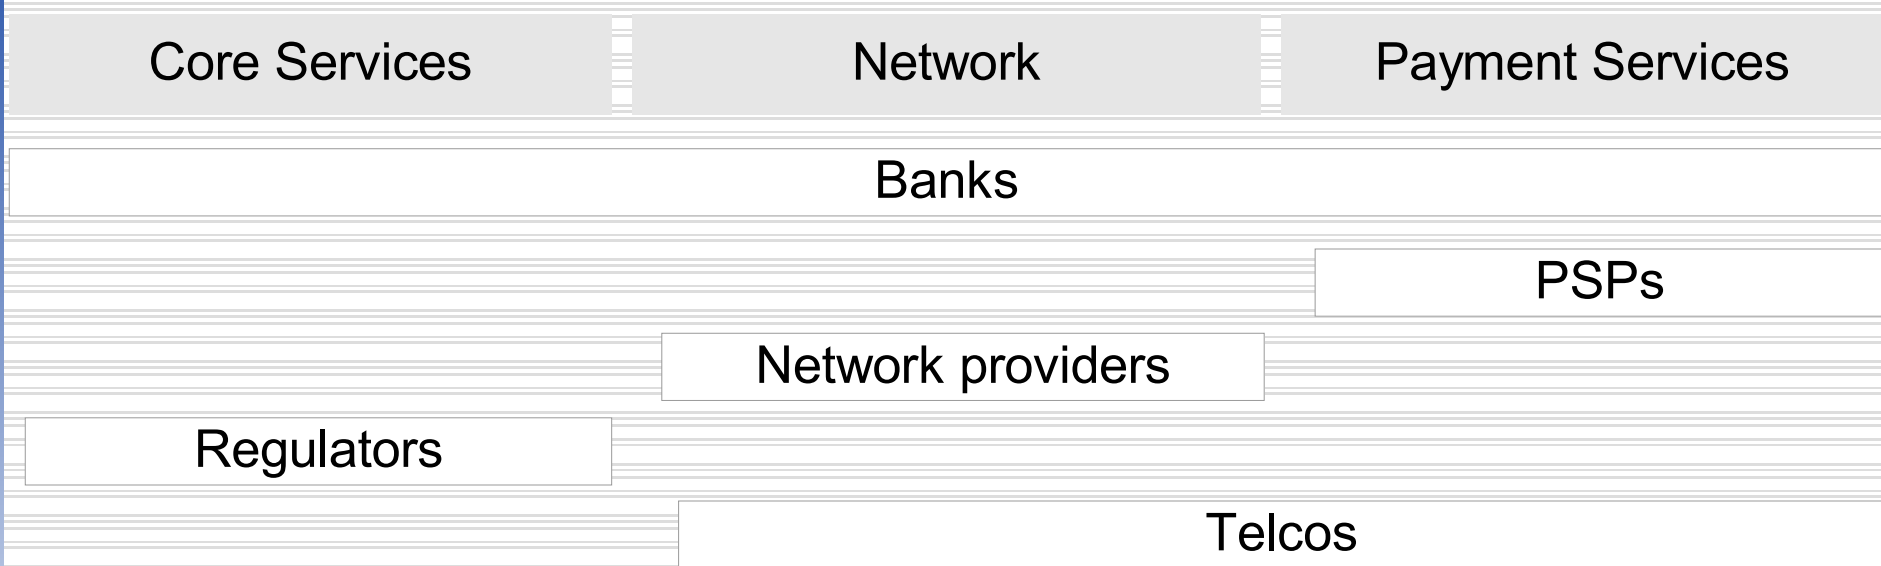 Core Services
Network
Payment Services
Banks
PSPs
Network providers
Regulators
Telcos